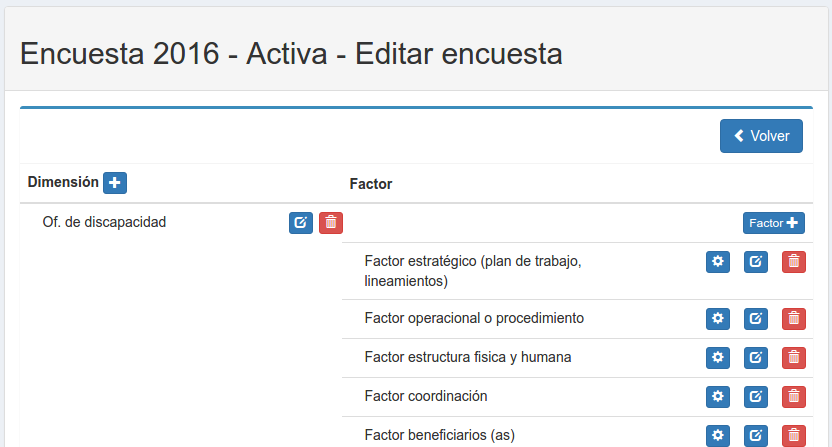 Encuesta 2016 - Activa - Editar encuesta
Volver
Dimensión
Factor
Of. de discapacidad
Factor
Factor estratégico (plan de trabajo,
lineamientos)
Factor operacional o procedimiento
Factor estructura fisica y humana
Factor coordinación
Factor beneficiarios (as)